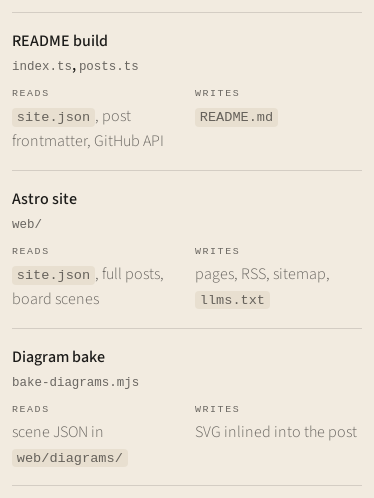 README build
index.ts, posts.ts
READS
site.json, post
frontmatter, GitHub API
WRITES
README.md
Astro site
web/
READS
site.json, full posts,
board scenes
WRITES
pages, RSS, sitemap,
llms.txt
Diagram bake
bake-diagrams.mjs
READS
scene JSON in
web/diagrams/
WRITES
SVG inlined into the post